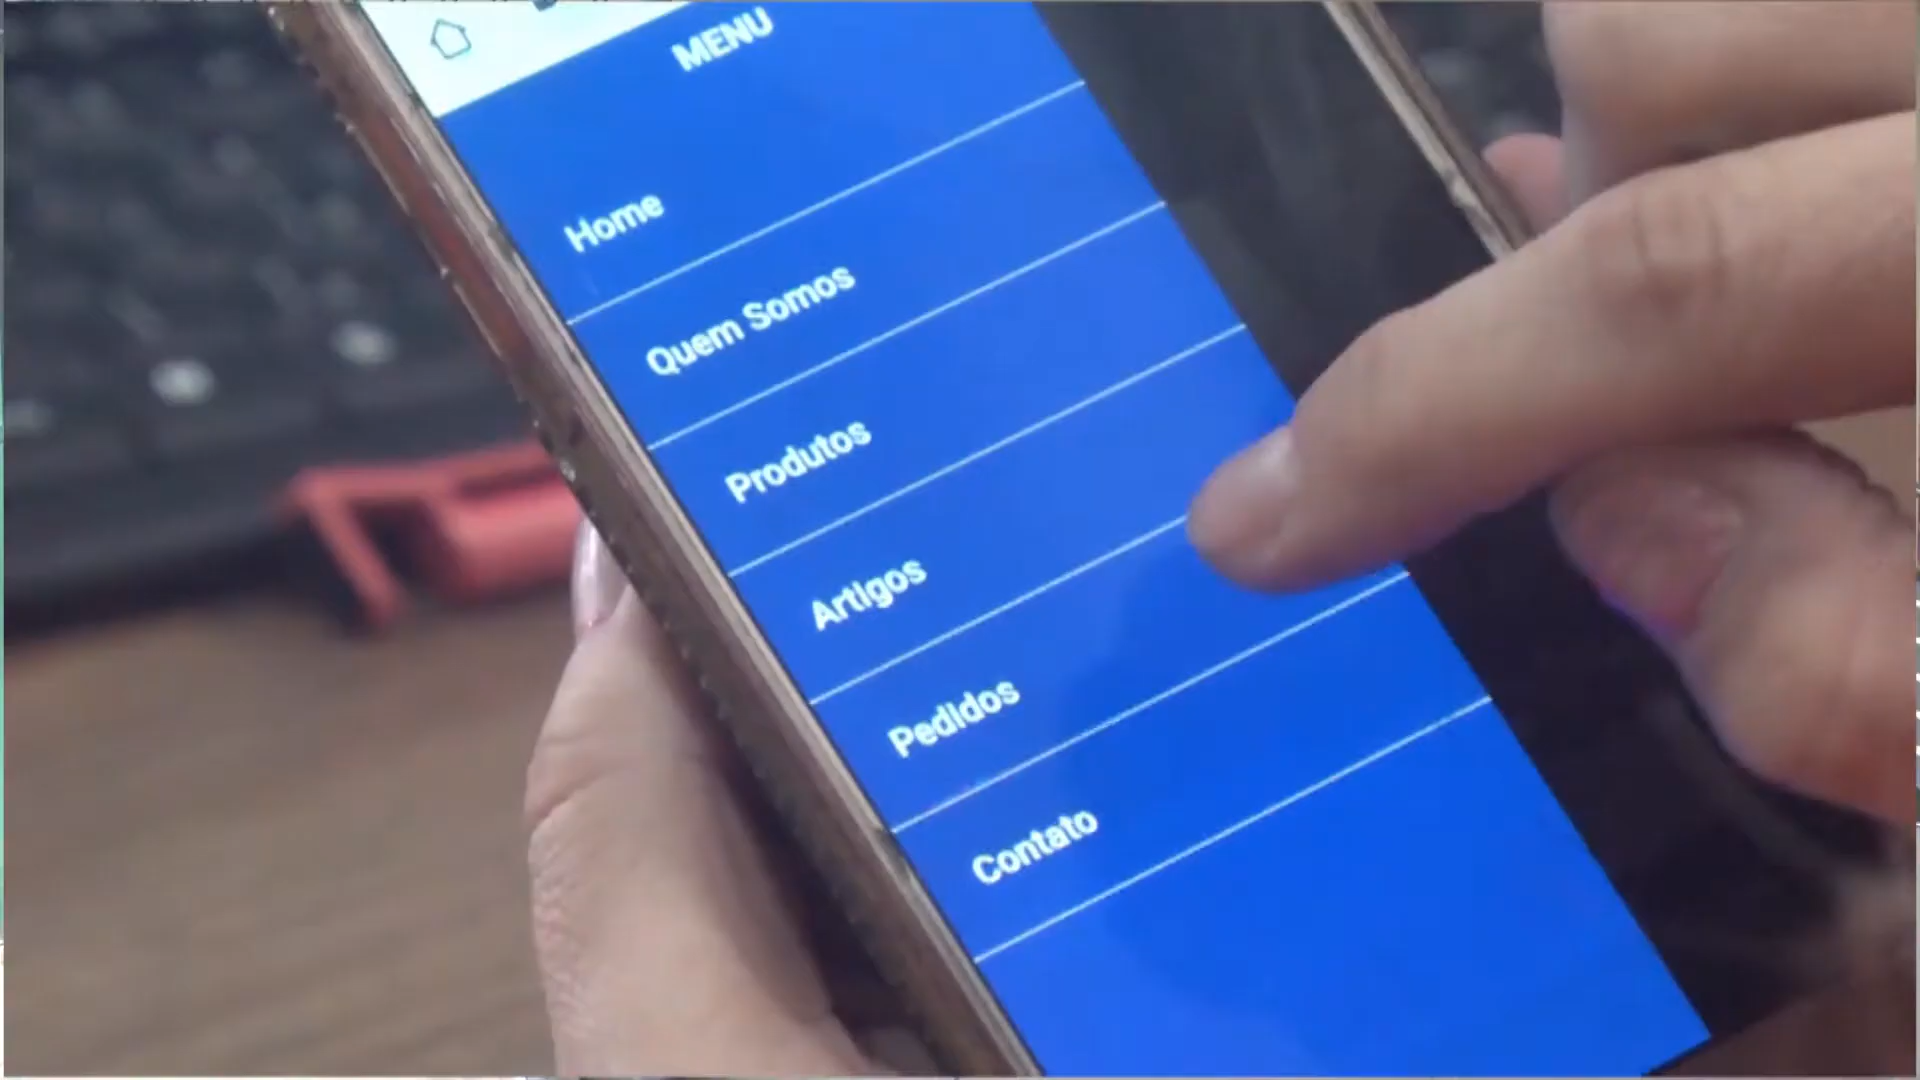 MENU
Home
Quem Somos
Produtos
Artigos
Pedidos
Contato